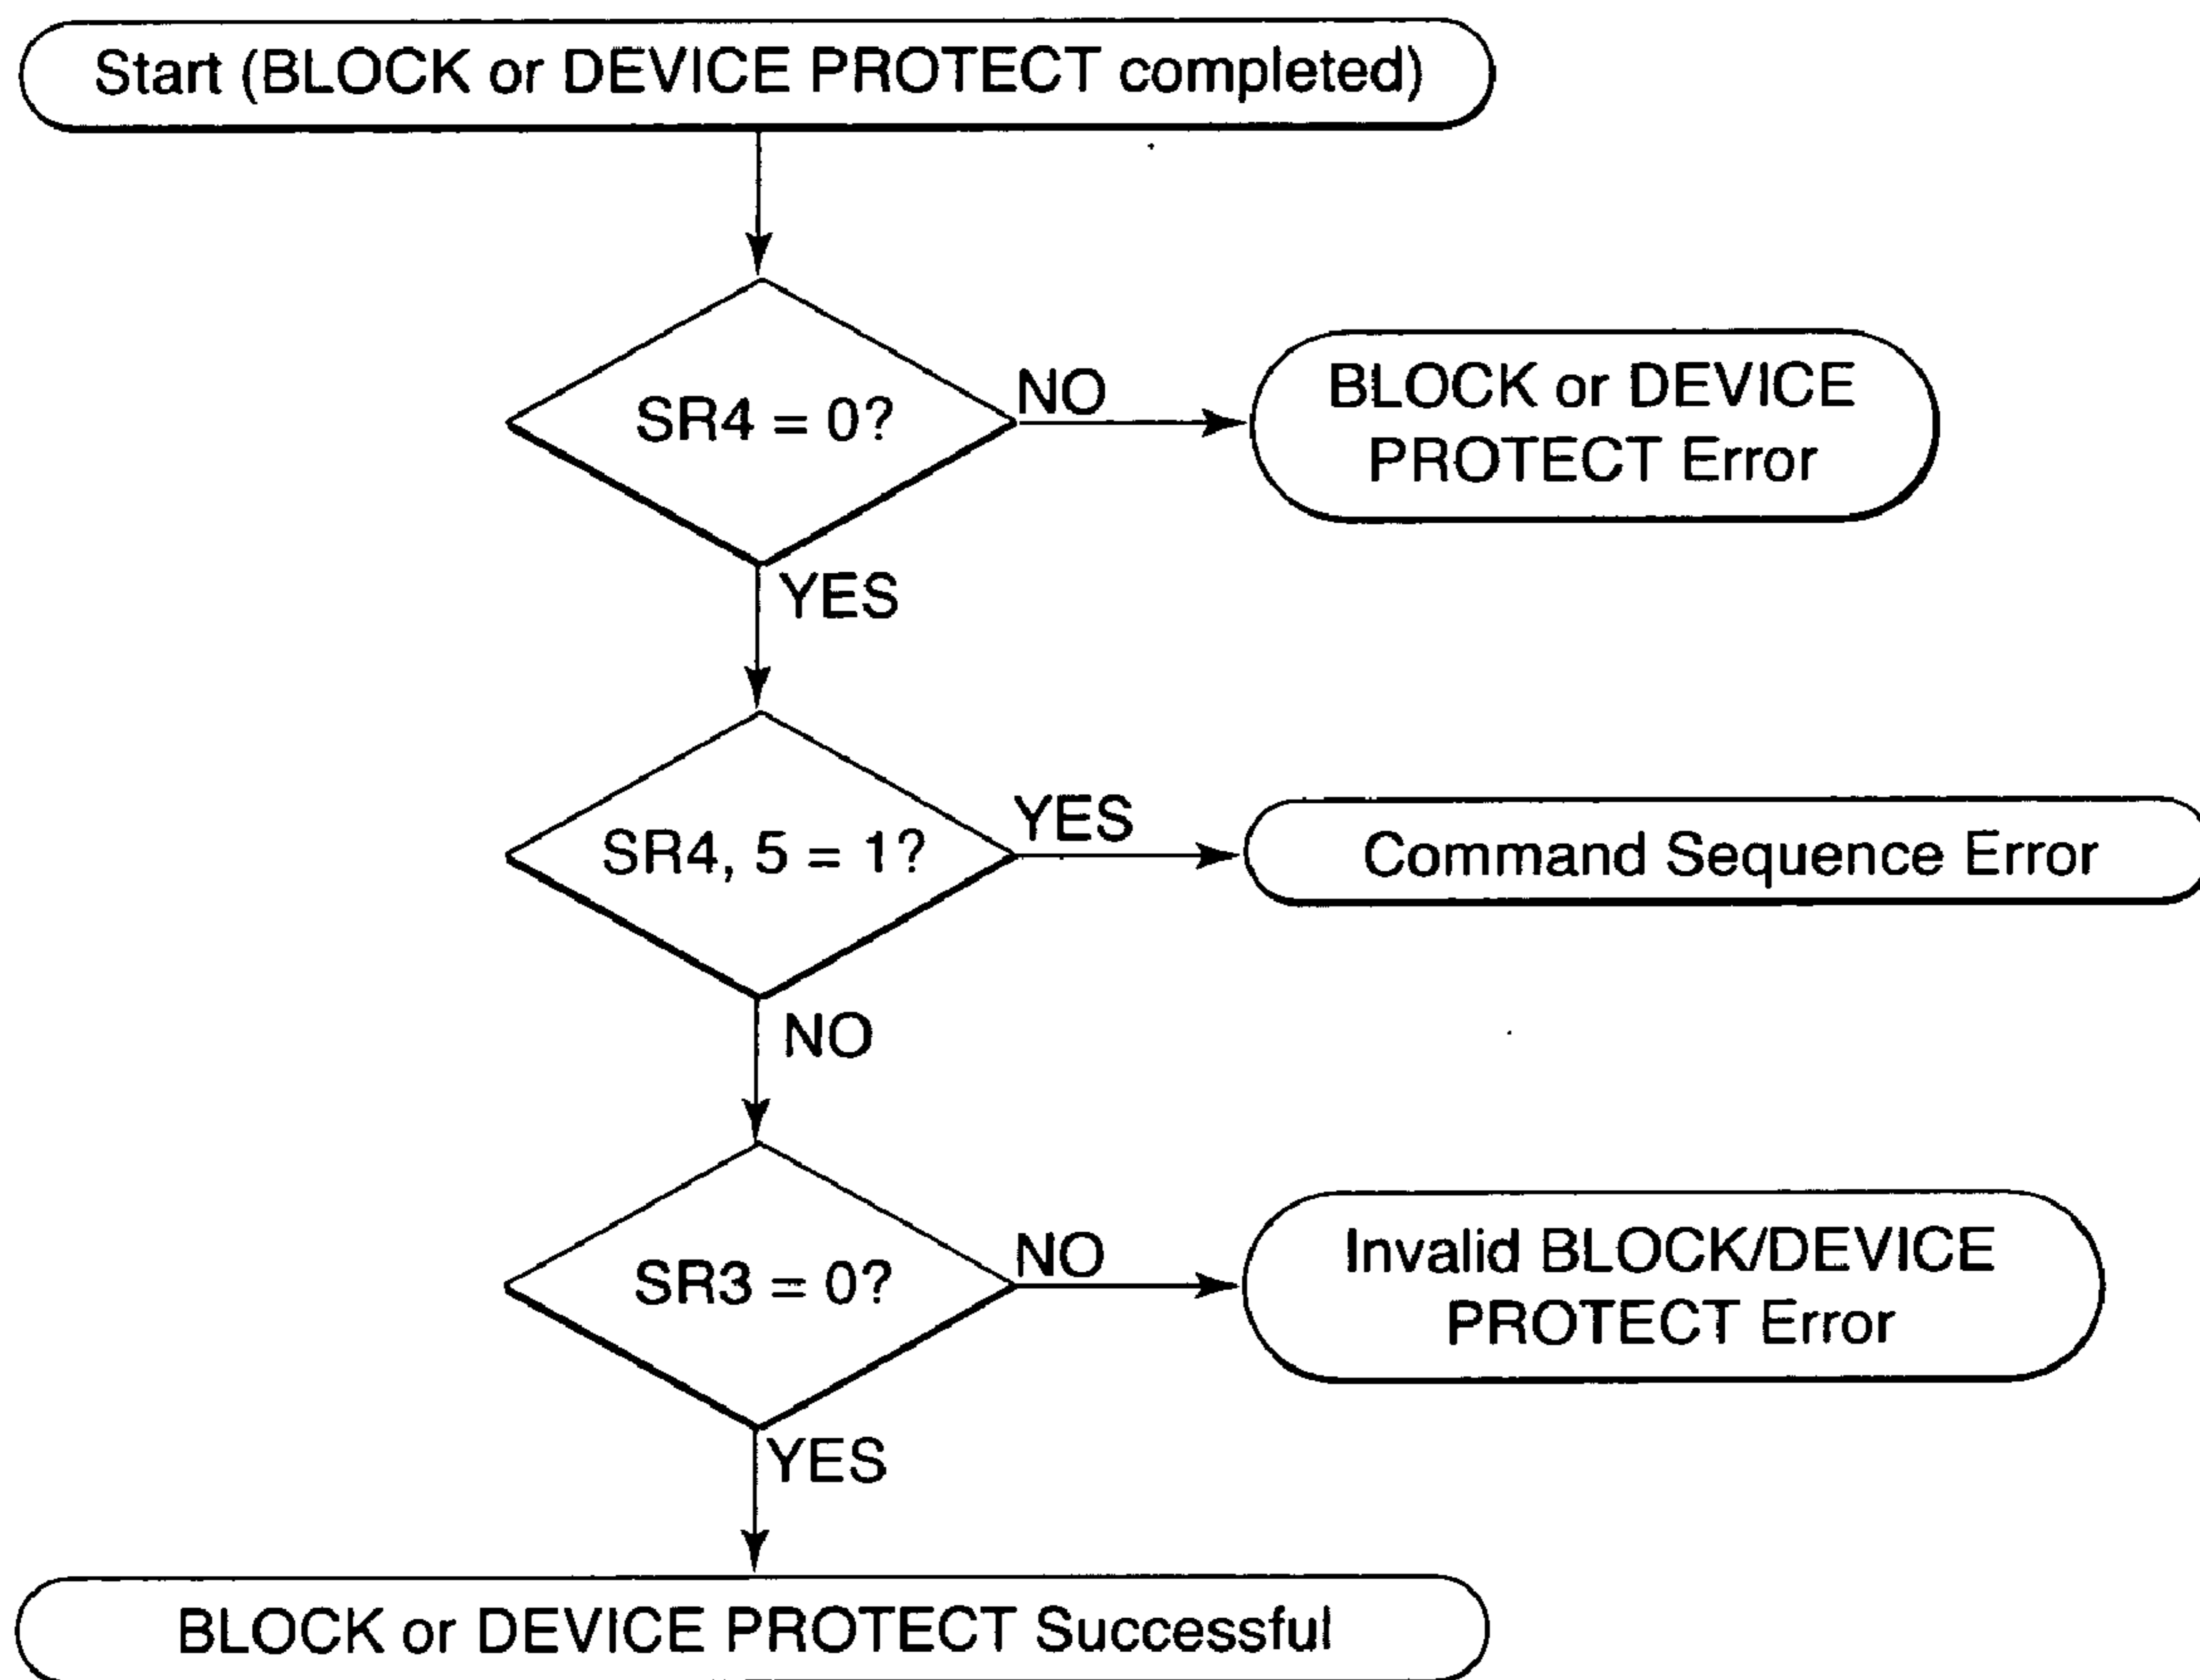 Start (BLOCK or DEVICE PROTECT completed)
SR4 = 0?
NO
BLOCK or DEVICE
PROTECT Error
YES
SR4, 5 = 1?
YES
Command Sequence Error
NO
SR3 = 0?
NO
Invalid BLOCK/DEVICE
PROTECT Error
YES
BLOCK or DEVICE PROTECT Successful